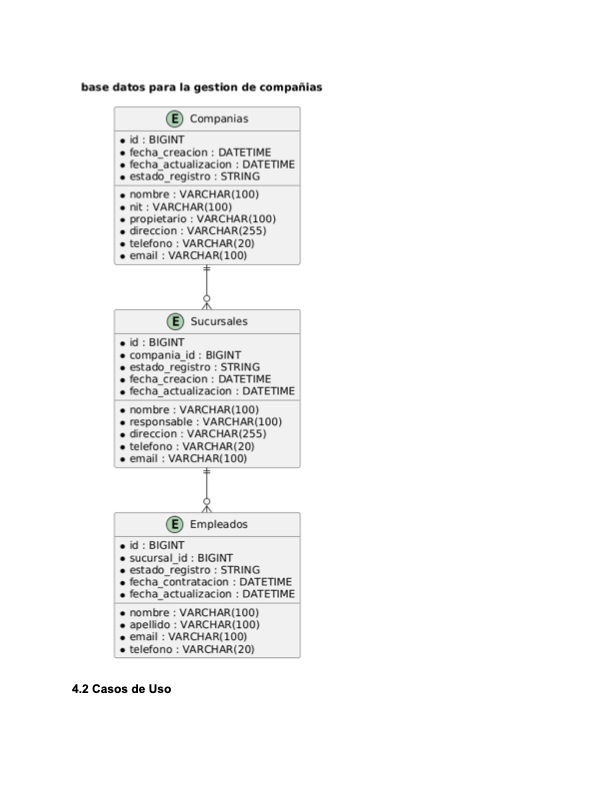 base datos para la gestion de compañias
E Companias
id : BIGINT
fecha_creacion : DATETIME
fecha_actualizacion : DATETIME
estado_registro : STRING
nombre : VARCHAR(100)
nit : VARCHAR(100)
propietario : VARCHAR(100)
direccion : VARCHAR(255)
telefono : VARCHAR(20)
email : VARCHAR(100)
E Sucursales
id : BIGINT
compania_id : BIGINT
estado_registro : STRING
fecha_creacion : DATETIME
fecha_actualizacion : DATETIME
nombre : VARCHAR(100)
responsable : VARCHAR(100)
direccion : VARCHAR(255)
telefono : VARCHAR(20)
email : VARCHAR(100)
E Empleados
id : BIGINT
sucursal_id : BIGINT
estado_registro : STRING
fecha_contratacion : DATETIME
fecha_actualizacion : DATETIME
nombre : VARCHAR(100)
apellido : VARCHAR(100)
email : VARCHAR(100)
telefono : VARCHAR(20)
4.2 Casos de Uso